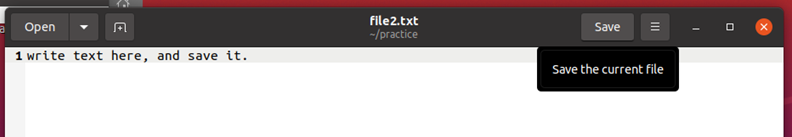 Open
file2.txt
~/practice
Save
1 write text here, and save it.
Save the current file